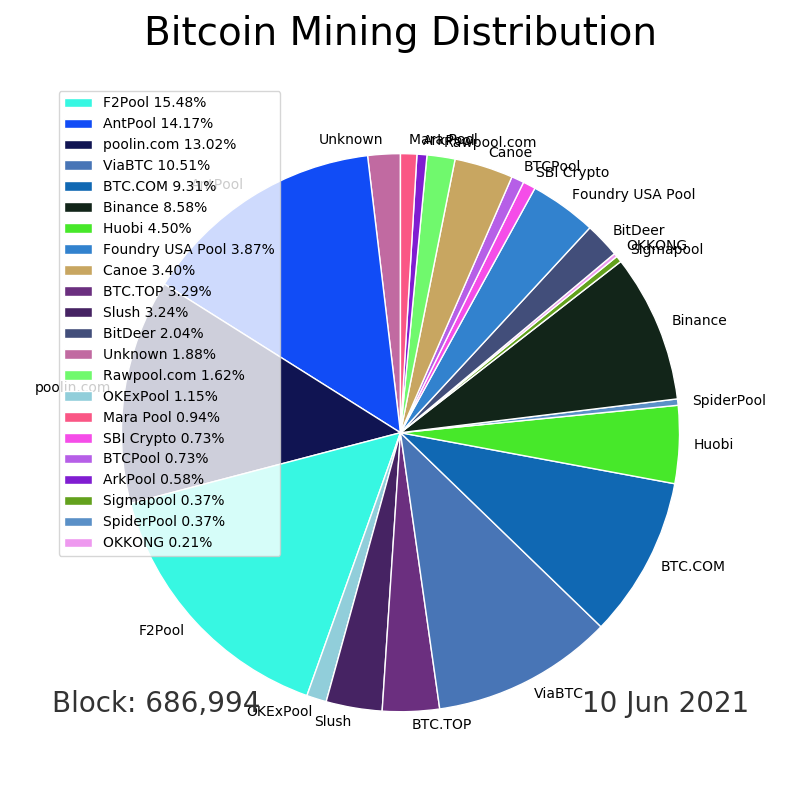 Bitcoin Mining Distribution
F2Pool 15.48%
AntPool 14.17%
poolin.com 13.02%
ViaBTC 10.51%
BTC.COM 9.31%
Binance 8.58%
Huobi 4.50%
Foundry USA Pool 3.87%
Canoe 3.40%
BTC.TOP 3.29%
Slush 3.24%
BitDeer 2.04%
Unknown 1.88%
Rawpool.com 1.62%
OKExPool 1.15%
Mara Pool 0.94%
SBI Crypto 0.73%
BTCPool 0.73%
ArkPool 0.58%
Sigmapool 0.37%
SpiderPool 0.37%
OKKONG 0.21%
Unknown
Mara Pool
ArkPool
Rawpool.com
Canoe
BTCPool
SBI Crypto
Foundry USA Pool
BitDeer
OKKONG
Sigmapool
Binance
SpiderPool
Huobi
BTC.COM
ViaBTC
BTC.TOP
Slush
OKExPool
F2Pool
poolin.com
AntPool
Block: 686,994
10 Jun 2021